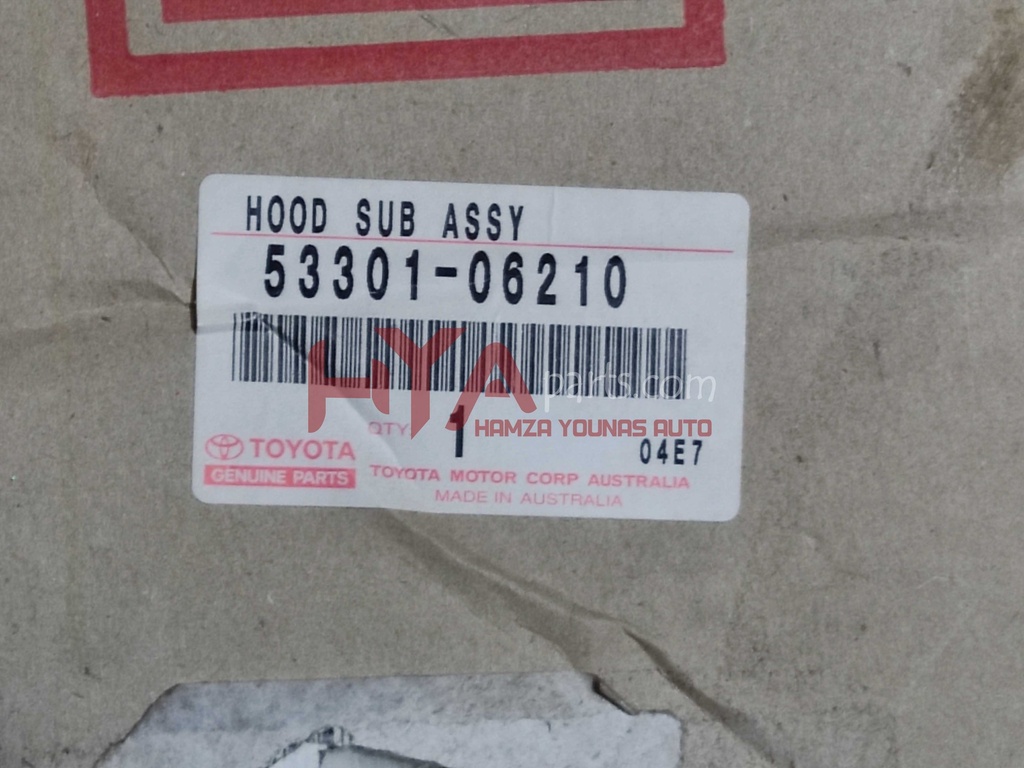 HOOD SUB ASSY
53301-06210
HYA parts.com
QTY 1 HAMZA YOUNAS AUTO
TOYOTA 04E7
GENUINE PARTS TOYOTA MOTOR CORP AUSTRALIA
MADE IN AUSTRALIA